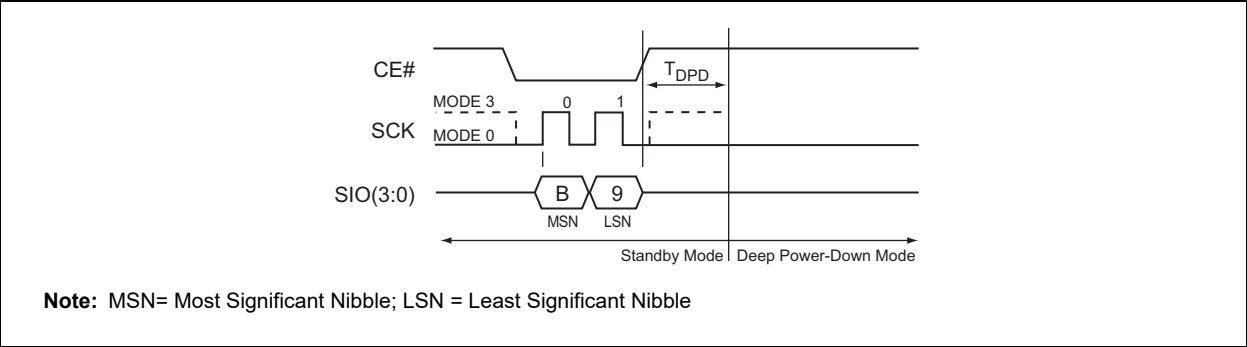 CE#
T_DPD
MODE 3
0 1
SCK
MODE 0
SIO(3:0)
B 9
MSN LSN
Standby Mode Deep Power-Down Mode
Note: MSN= Most Significant Nibble; LSN = Least Significant Nibble